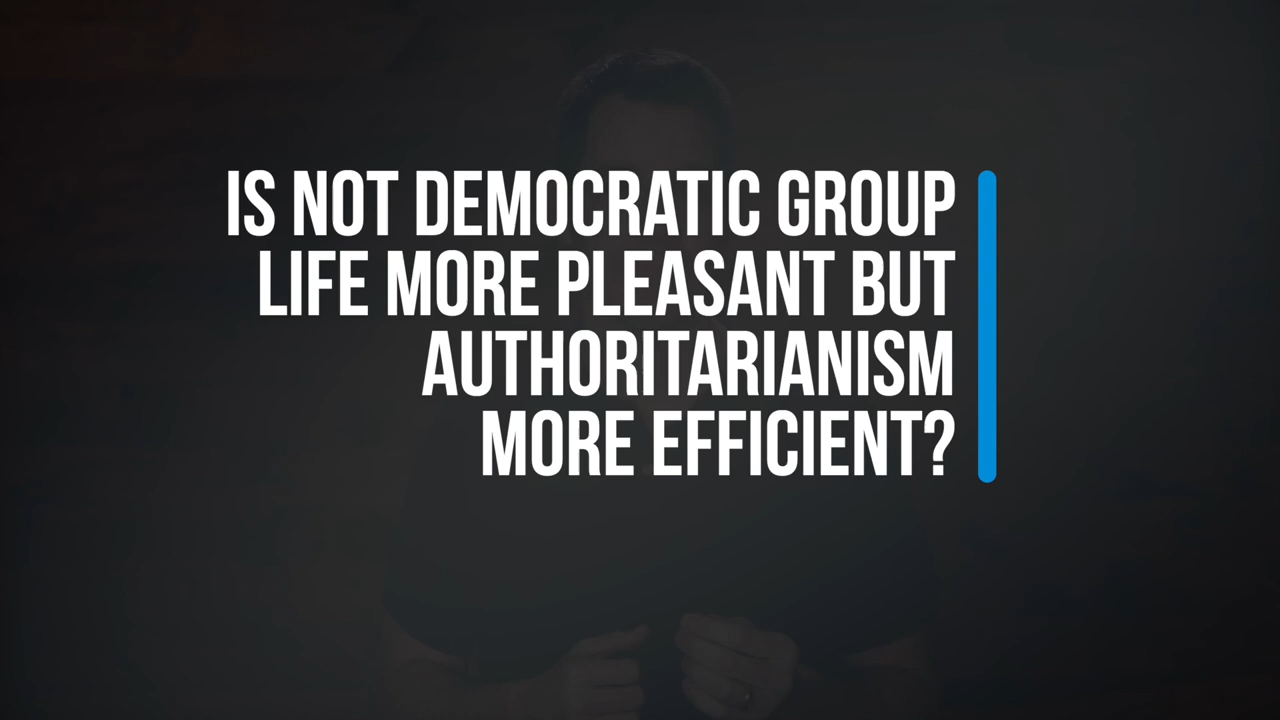 IS NOT DEMOCRATIC GROUP
LIFE MORE PLEASANT BUT
AUTHORITARIANISM
MORE EFFICIENT?